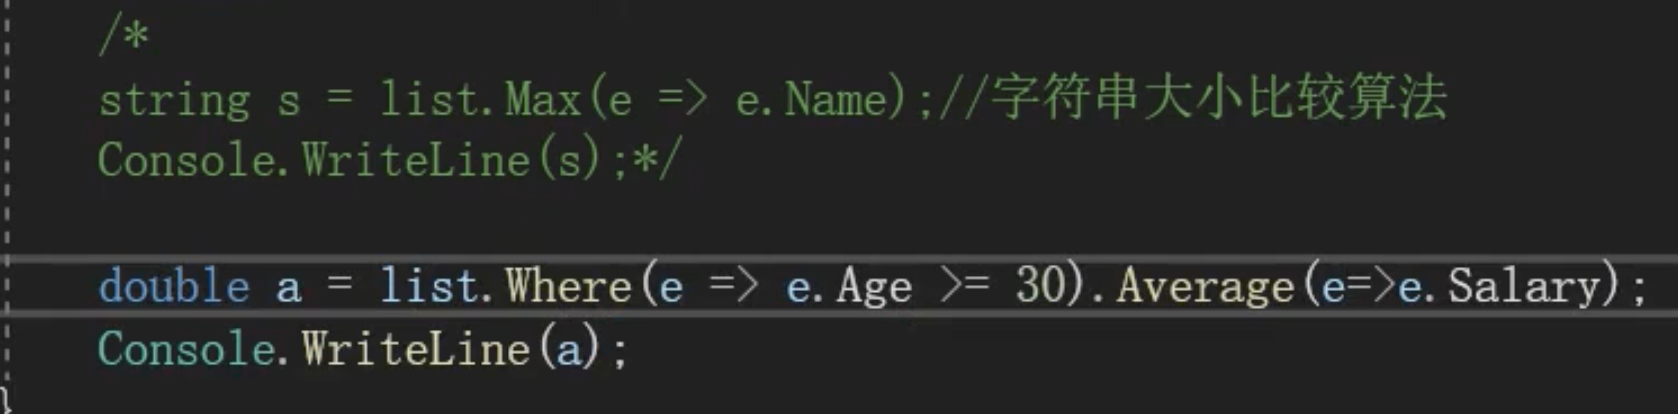 /*
string s = list.Max(e => e.Name);//字符串大小比较算法
Console.WriteLine(s);*/
double a = list.Where(e => e.Age >= 30).Average(e=>e.Salary);
Console.WriteLine(a);
}